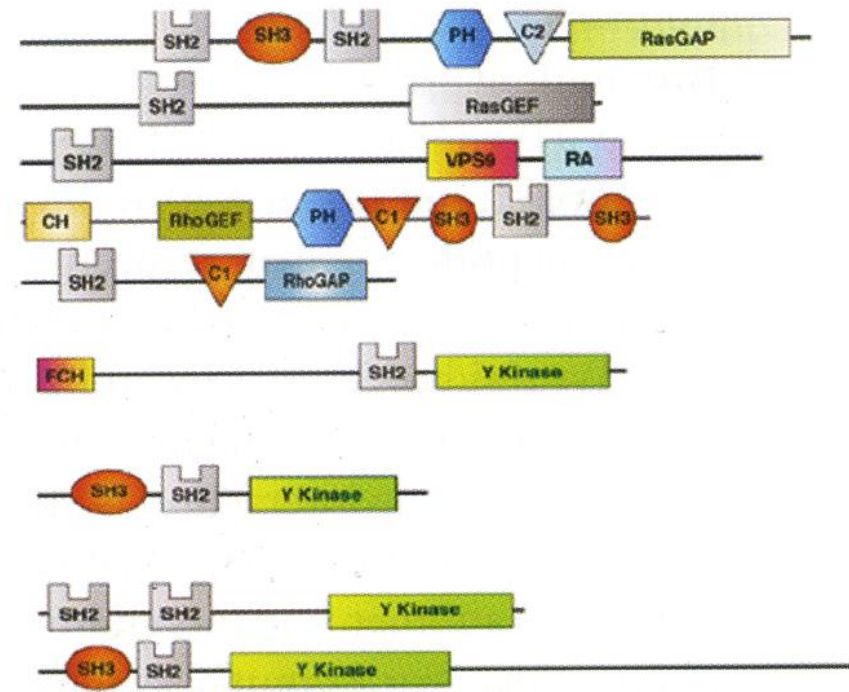 SH2 SH3 SH2 PH C2 RasGAP
SH2 RasGEF
SH2 VPS9 RA
CH RhoGEF PH C1 SH3 SH2 SH3
SH2 C1 RhoGAP
FCH SH2 Y Kinase
SH3 SH2 Y Kinase
SH2 SH2 Y Kinase
SH3 SH2 Y Kinase